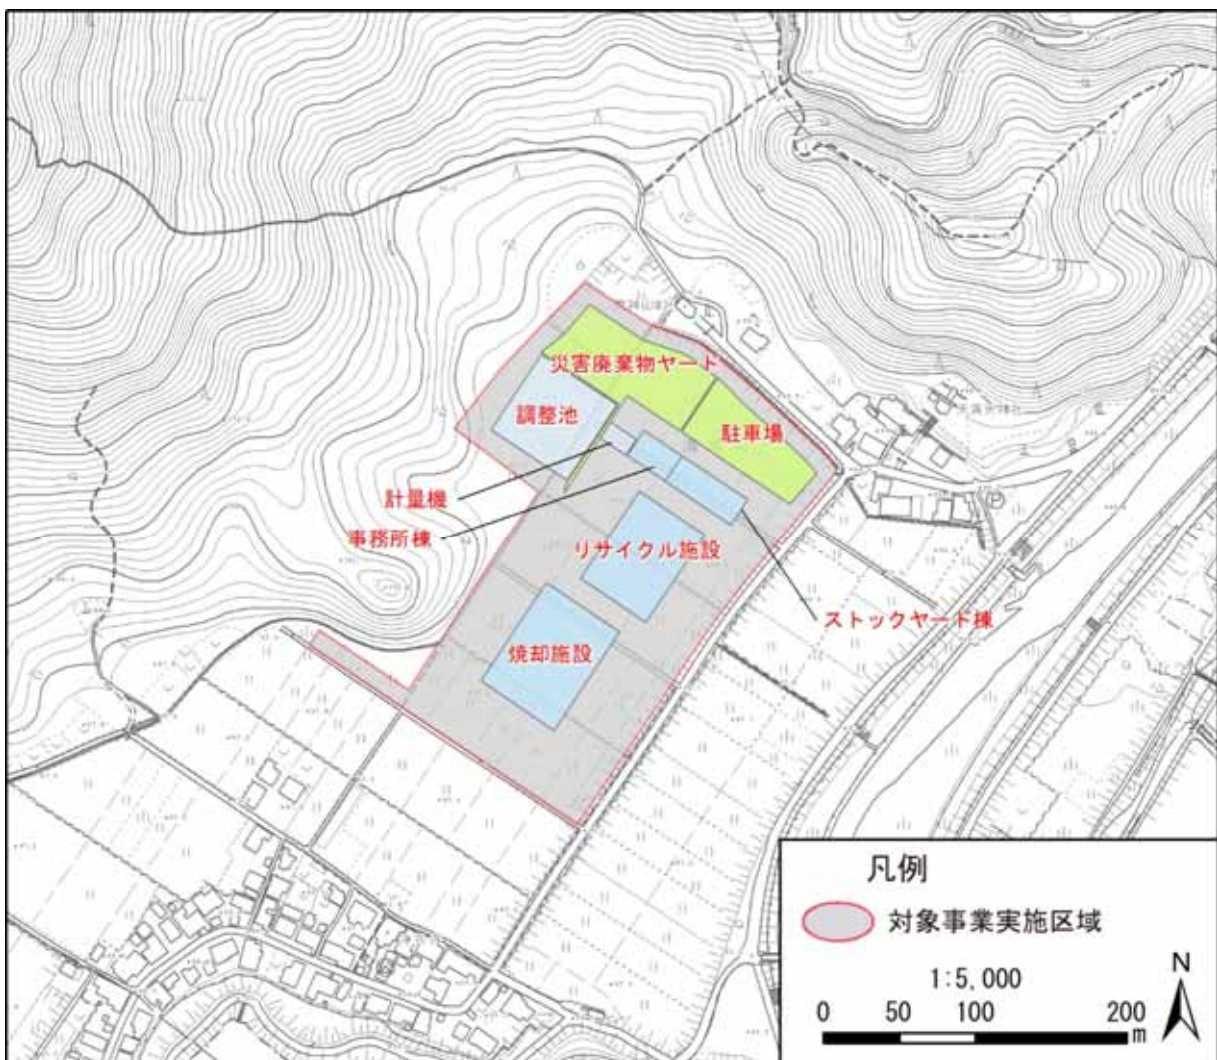 災害廃棄物ヤード
調整池
駐車場
計量機
事務所棟
リサイクル施設
ストックヤード棟
焼却施設
凡例
対象事業実施区域
1:5,000
N
0 50 100 200
m